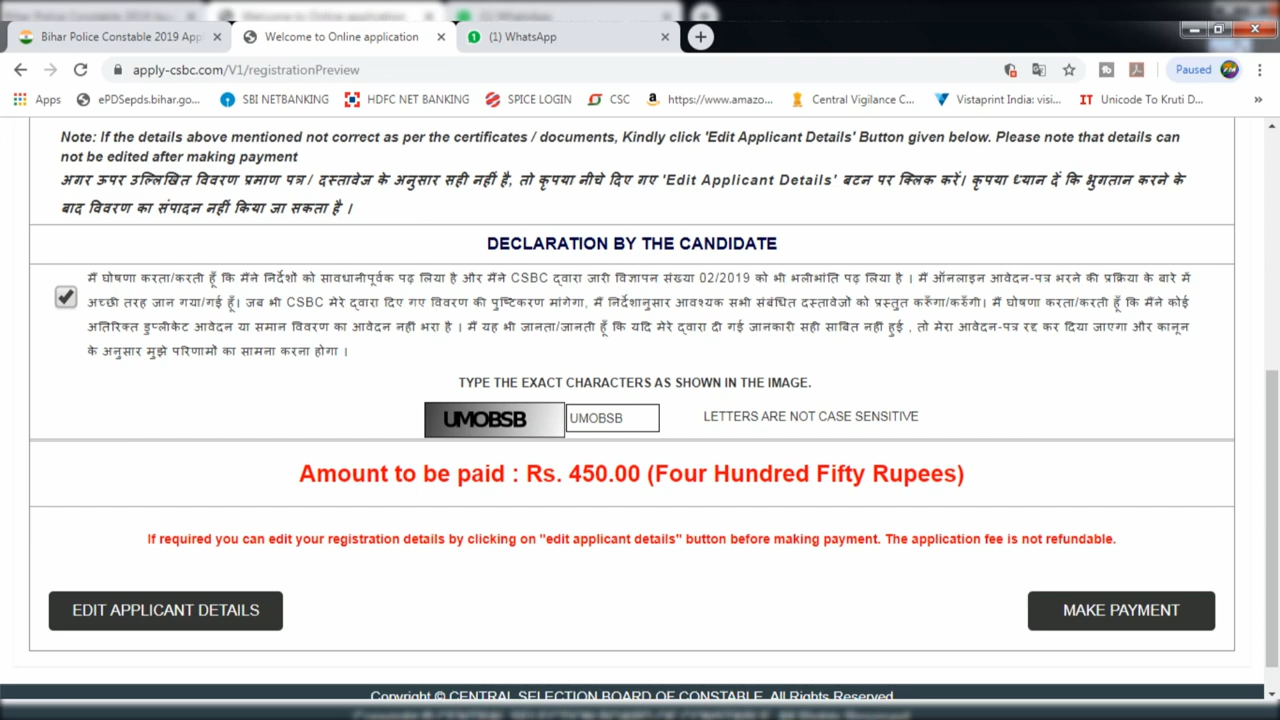 Bihar Police Constable 2019 App
Welcome to Online application
(1) WhatsApp
apply-csbc.com/V1/registrationPreview
Paused
Apps
ePDSepds.bihar.go...
SBI NETBANKING
HDFC NET BANKING
SPICE LOGIN
CSC
https://www.amazo...
Central Vigilance C...
Vistaprint India: visi...
IT Unicode To Kruti D...
Note: If the details above mentioned not correct as per the certificates / documents, Kindly click 'Edit Applicant Details' Button given below. Please note that details can
not be edited after making payment
अगर ऊपर उल्लिखित विवरण प्रमाण पत्र / दस्तावेज के अनुसार सही नहीं है, तो कृपया नीचे दिए गए 'Edit Applicant Details' बटन पर क्लिक करें। कृपया ध्यान दें कि भुगतान करने के
बाद विवरण का संपादन नहीं किया जा सकता है ।
DECLARATION BY THE CANDIDATE
मैं घोषणा करता/करती हूँ कि मैंने निर्देशों को सावधानीपूर्वक पढ़ लिया है और मैंने CSBC द्वारा जारी विज्ञापन संख्या 02/2019 को भी भलीभांति पढ़ लिया है । मैं ऑनलाइन आवेदन-पत्र भरने की प्रक्रिया के बारे में
अच्छी तरह जान गया/गई हूँ। जब भी CSBC मेरे द्वारा दिए गए विवरण की पुष्टिकरण मांगेगा, मैं निर्देशानुसार आवश्यक सभी संबंधित दस्तावेजों को प्रस्तुत करूँगा/करुंगी। मैं घोषणा करता/करती हूँ कि मैंने कोई
अतिरिक्त डुप्लीकेट आवेदन या समान विवरण का आवेदन नहीं भरा है । मैं यह भी जानता/जानती हूँ कि यदि मेरे द्वारा दी गई जानकारी सही साबित नहीं हुई , तो मेरा आवेदन-पत्र रद्द कर दिया जाएगा और कानून
के अनुसार मुझे परिणामों का सामना करना होगा ।
TYPE THE EXACT CHARACTERS AS SHOWN IN THE IMAGE.
UMOBSB
UMOBSB
LETTERS ARE NOT CASE SENSITIVE
Amount to be paid : Rs. 450.00 (Four Hundred Fifty Rupees)
If required you can edit your registration details by clicking on "edit applicant details" button before making payment. The application fee is not refundable.
EDIT APPLICANT DETAILS
MAKE PAYMENT
Copyright © CENTRAL SELECTION BOARD OF CONSTABLE. All Rights Reserved